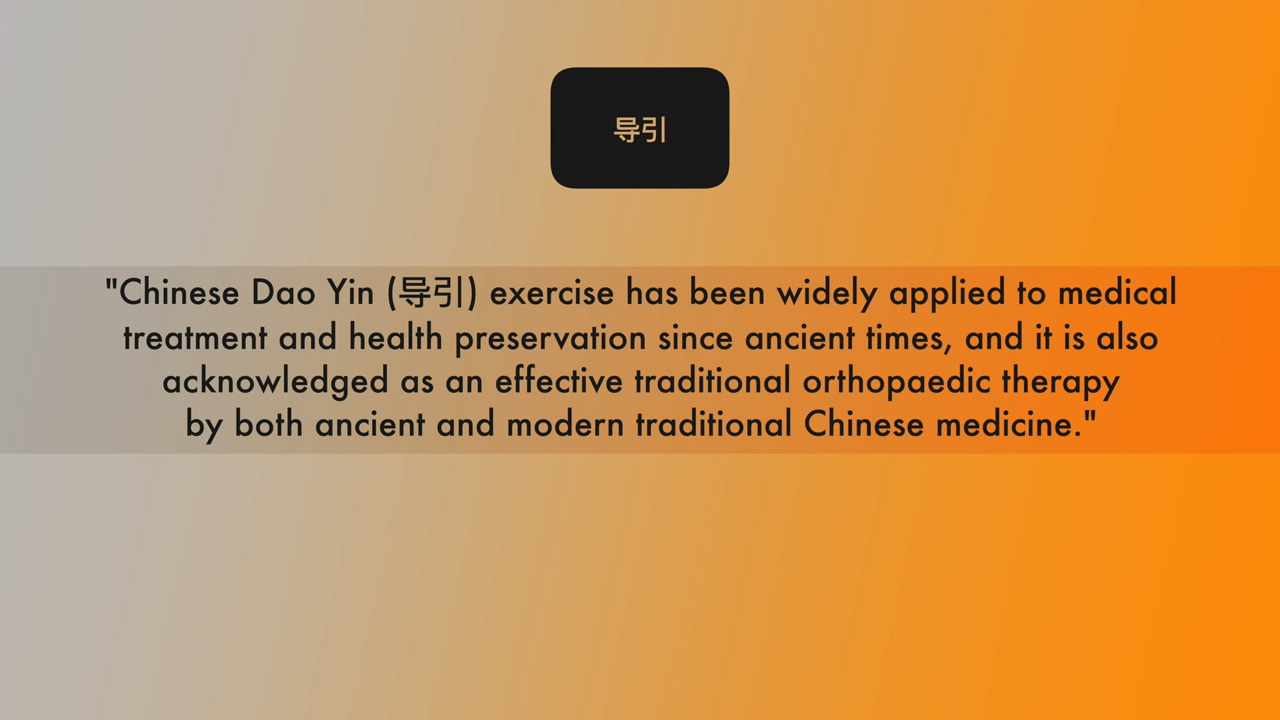 导引
"Chinese Dao Yin (导引) exercise has been widely applied to medical
treatment and health preservation since ancient times, and it is also
acknowledged as an effective traditional orthopaedic therapy
by both ancient and modern traditional Chinese medicine."